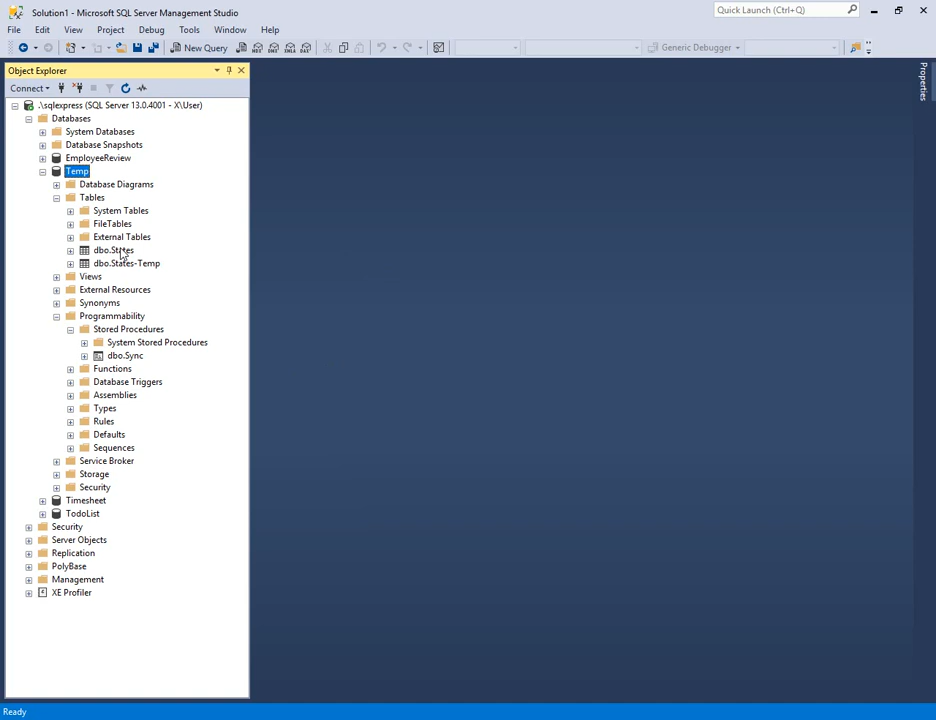 Solution1 - Microsoft SQL Server Management Studio
Quick Launch (Ctrl+Q)
File Edit View Project Debug Tools Window Help
New Query
Generic Debugger
Object Explorer
Properties
Connect
.\sqlexpress (SQL Server 13.0.4001 - X\User)
Databases
System Databases
Database Snapshots
EmployeeReview
Temp
Database Diagrams
Tables
System Tables
FileTables
External Tables
dbo.States
dbo.States-Temp
Views
External Resources
Synonyms
Programmability
Stored Procedures
System Stored Procedures
dbo.Sync
Functions
Database Triggers
Assemblies
Types
Rules
Defaults
Sequences
Service Broker
Storage
Security
Timesheet
TodoList
Security
Server Objects
Replication
PolyBase
Management
XE Profiler
Ready